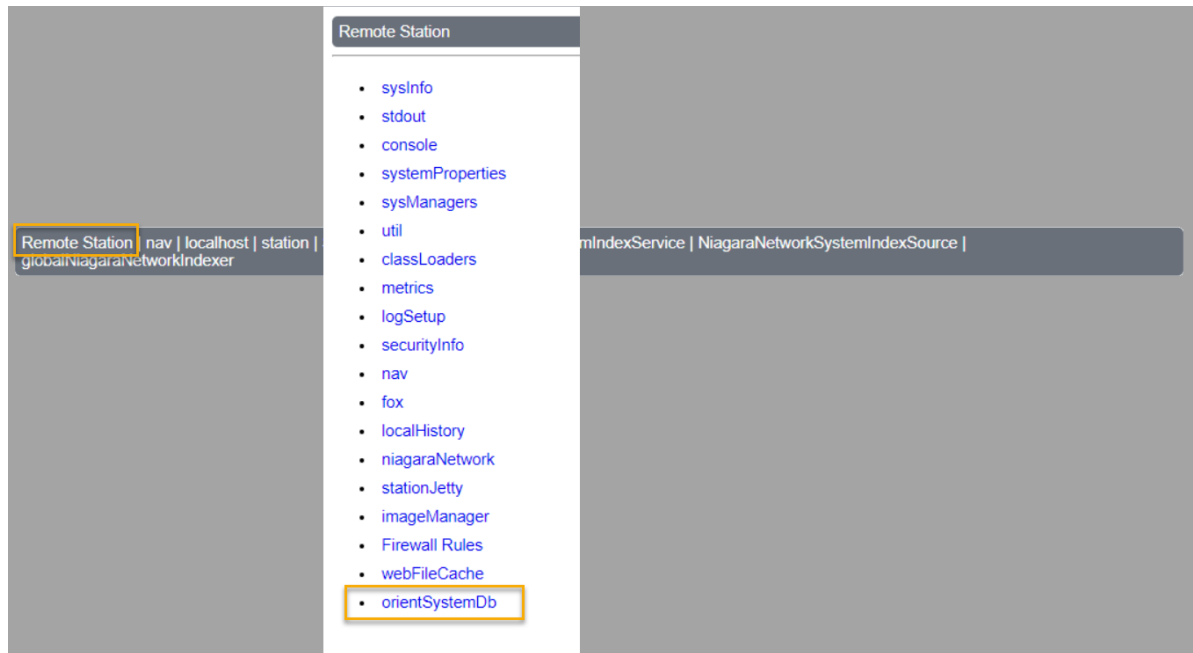 Remote Station
sysInfo
stdout
console
systemProperties
sysManagers
util
classLoaders
metrics
logSetup
securityInfo
nav
fox
localHistory
niagaraNetwork
stationJetty
imageManager
Firewall Rules
webFileCache
orientSystemDb
Remote Station | nav | localhost | station | mIndexService | NiagaraNetworkSystemIndexSource |
globalNiagaraNetworkIndexer